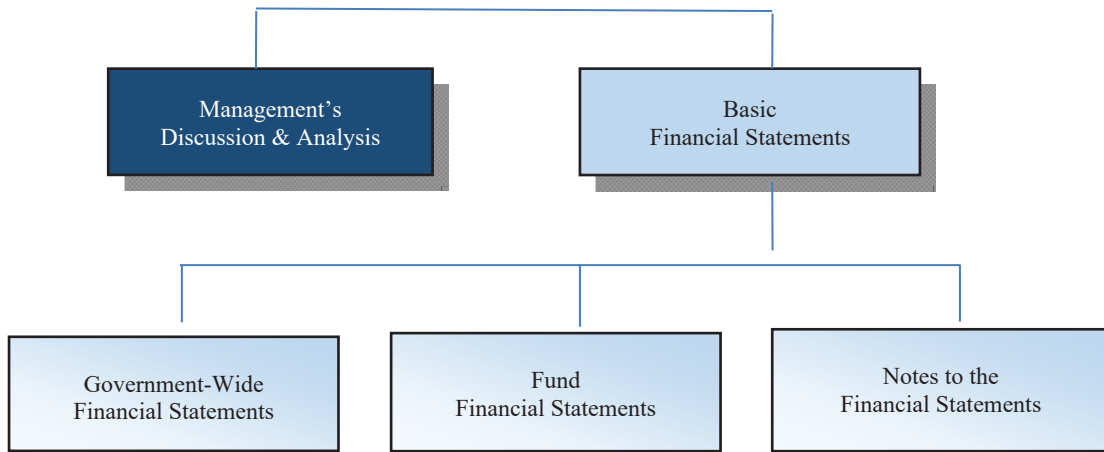 Management’s
Discussion & Analysis
Basic
Financial Statements
Government-Wide
Financial Statements
Fund
Financial Statements
Notes to the
Financial Statements